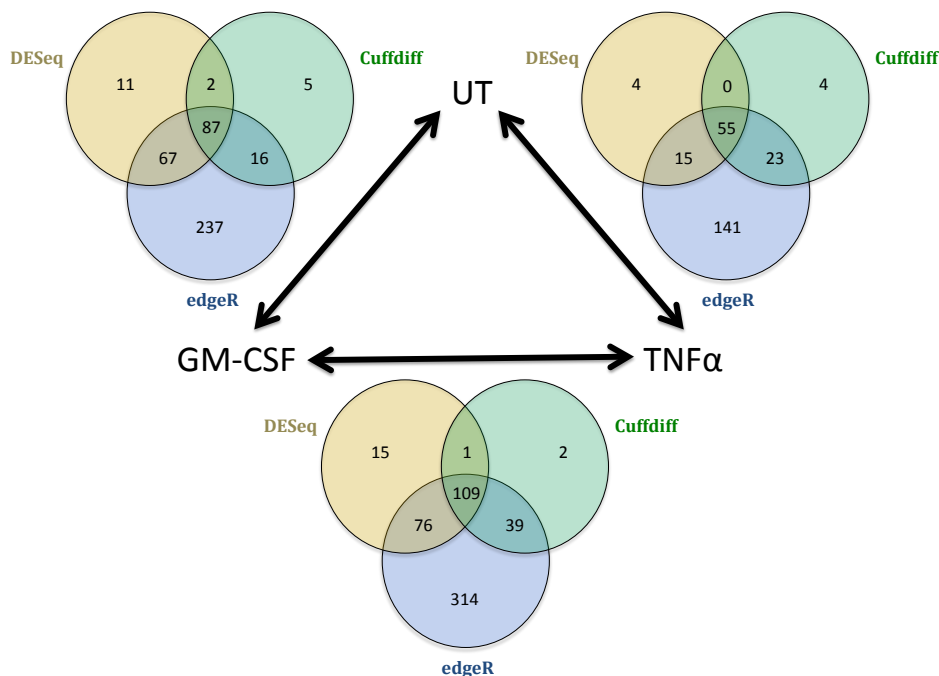 DESeq
Cuffdiff
11
2
5
87
67
16
237
edgeR
UT
DESeq
Cuffdiff
4
0
4
55
15
23
141
edgeR
GM-CSF
TNFα
DESeq
Cuffdiff
15
1
2
109
76
39
314
edgeR